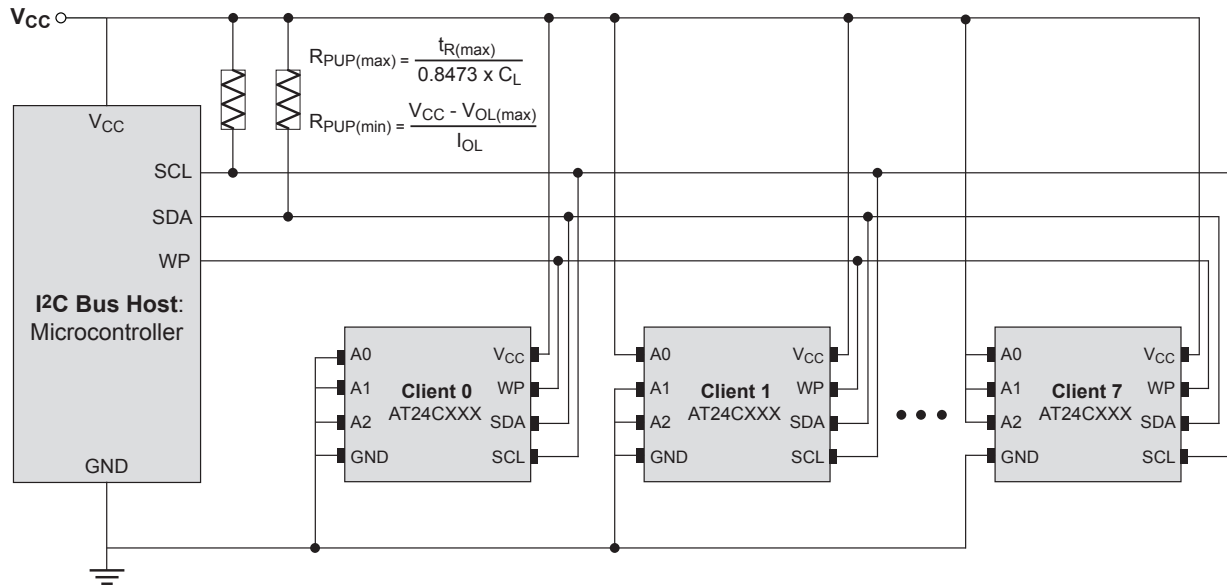 VCC
RPUP(max) = tR(max)
0.8473 x CL
RPUP(min) = VCC - VOL(max)
IOL
VCC
SCL
SDA
WP
I2C Bus Host:
Microcontroller
GND
A0
A1
A2
GND
Client 0
AT24CXXX
VCC
WP
SDA
SCL
A0
A1
A2
GND
Client 1
AT24CXXX
VCC
WP
SDA
SCL
A0
A1
A2
GND
Client 7
AT24CXXX
VCC
WP
SDA
SCL